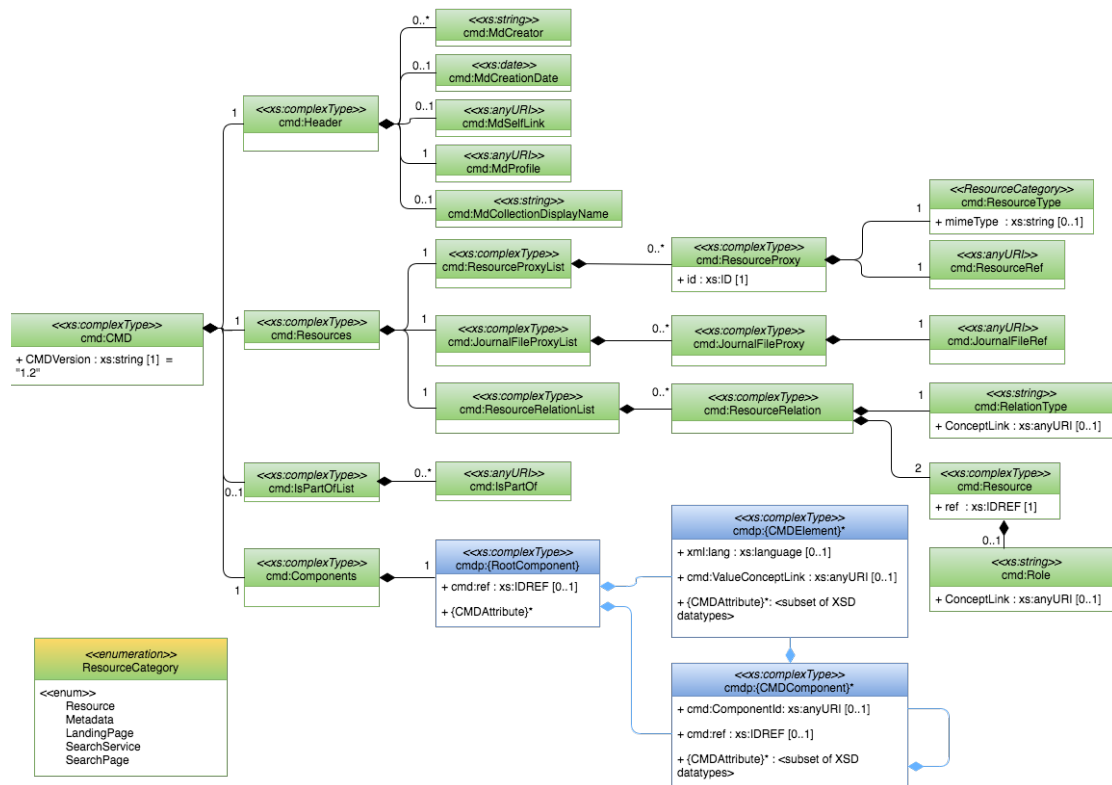 <<xs:string>>
cmd:MdCreator
0..*
<<xs:date>>
cmd:MdCreationDate
0..1
<<xs:anyURI>>
cmd:MdSelfLink
0..1
<<xs:complexType>>
cmd:Header
1
<<xs:anyURI>>
cmd:MdProfile
1
<<xs:string>>
cmd:MdCollectionDisplayName
0..1
<<xs:complexType>>
cmd:CMD
+ CMDVersion : xs:string [1] =
"1.2"
<<xs:complexType>>
cmd:Resources
1
<<xs:complexType>>
cmd:ResourceProxyList
1
<<xs:complexType>>
cmd:ResourceProxy
+ id : xs:ID [1]
0..*
<<ResourceCategory>>
cmd:ResourceType
+ mimeType : xs:string [0..1]
1
<<xs:anyURI>>
cmd:ResourceRef
1
<<xs:complexType>>
cmd:JournalFileProxyList
1
<<xs:complexType>>
cmd:JournalFileProxy
0..*
<<xs:anyURI>>
cmd:JournalFileRef
1
<<xs:complexType>>
cmd:ResourceRelationList
1
<<xs:complexType>>
cmd:ResourceRelation
0..*
<<xs:string>>
cmd:RelationType
+ ConceptLink : xs:anyURI [0..1]
1
<<xs:complexType>>
cmd:Resource
+ ref : xs:IDREF [1]
2
<<xs:string>>
cmd:Role
+ ConceptLink : xs:anyURI [0..1]
0..1
<<xs:complexType>>
cmd:IsPartOfList
0..1
<<xs:anyURI>>
cmd:IsPartOf
0..*
<<xs:complexType>>
cmd:Components
1
<<xs:complexType>>
cmdp:{RootComponent}
+ cmd:ref : xs:IDREF [0..1]
+ {CMDAttribute}*
1
<<xs:complexType>>
cmdp:{CMDElement}*
+ xml:lang : xs:language [0..1]
+ cmd:ValueConceptLink : xs:anyURI [0..1]
+ {CMDAttribute}*: <subset of XSD
datatypes>
<<xs:complexType>>
cmdp:{CMDComponent}*
+ cmd:ComponentId: xs:anyURI [0..1]
+ cmd:ref : xs:IDREF [0..1]
+ {CMDAttribute}* : <subset of XSD
datatypes>
<<enumeration>>
ResourceCategory
<<enum>>
Resource
Metadata
LandingPage
SearchService
SearchPage